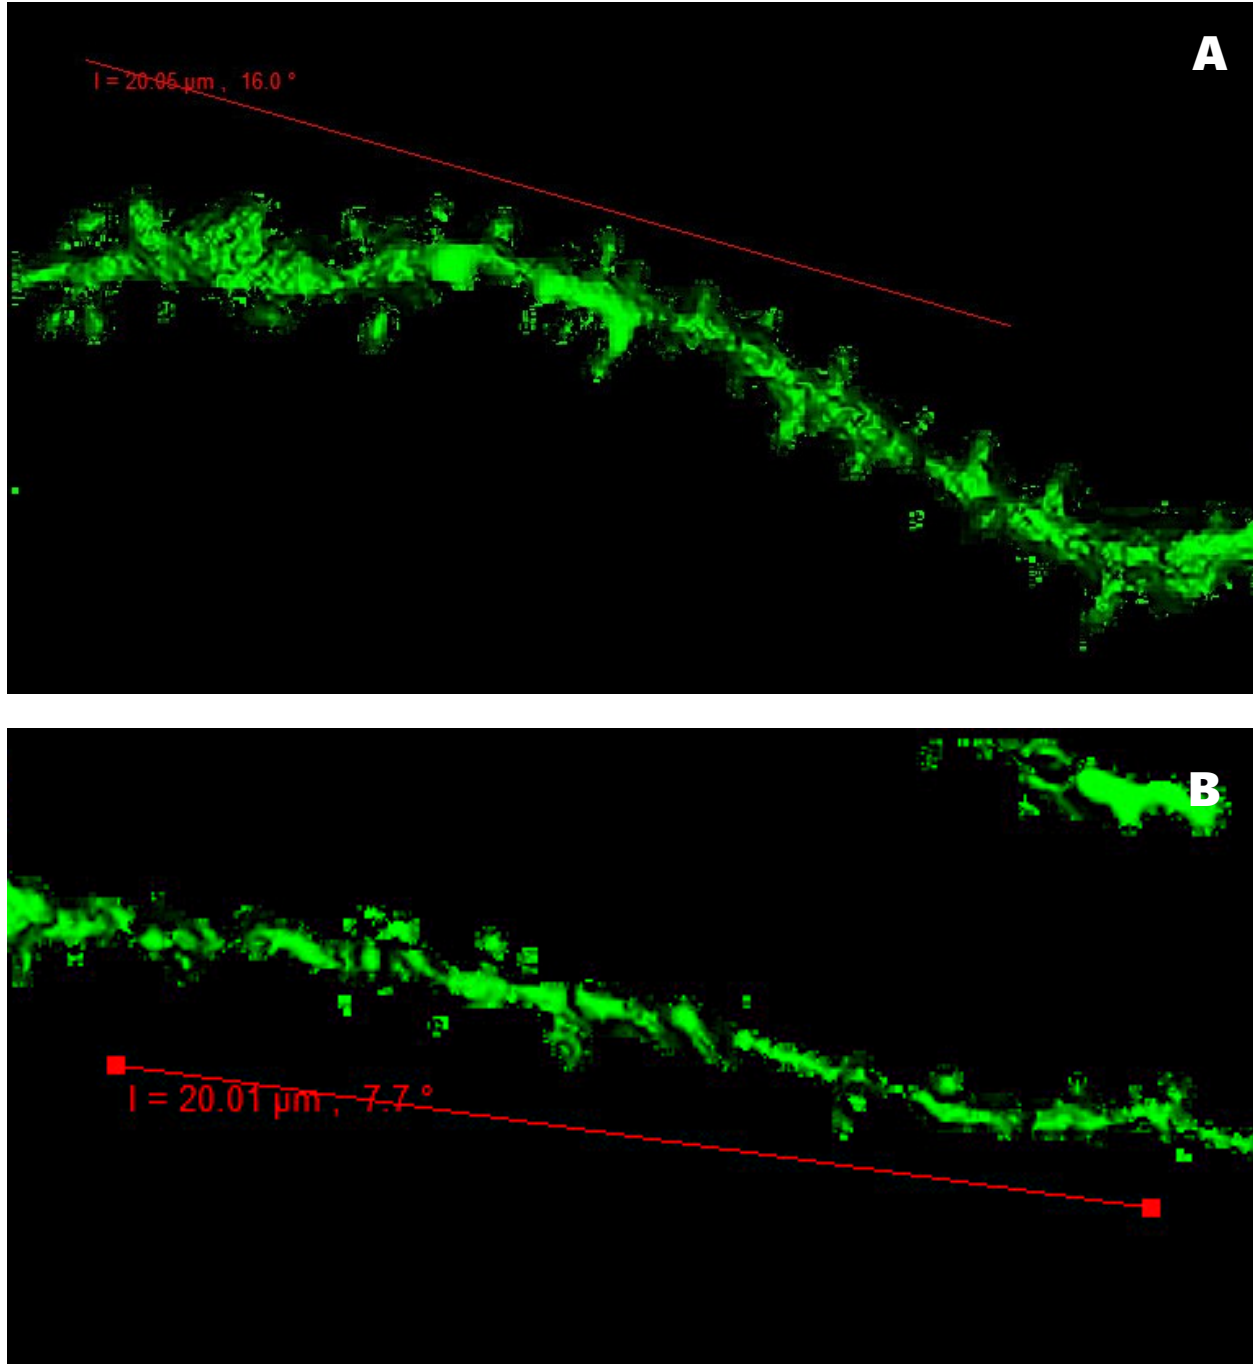 A
l = 20.05 µm ,  16.0 °
B
l = 20.01 µm ,  7.7 °